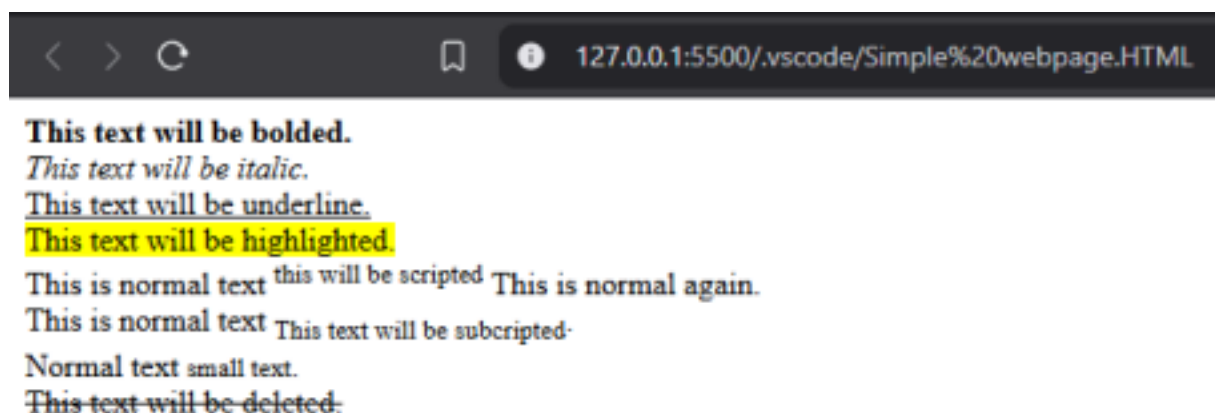 127.0.0.1:5500/.vscode/Simple%20webpage.HTML
This text will be bolded.
This text will be italic.
This text will be underline.
This text will be highlighted.
This is normal text this will be scripted This is normal again.
This is normal text This text will be subcripted.
Normal text small text.
This text will be deleted.